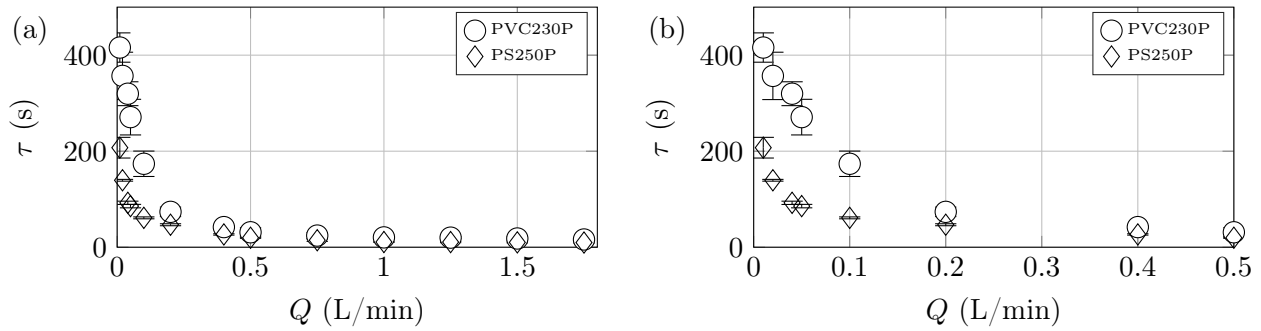 (a)
τ (s)
400
200
0
0 0.5 1 1.5
Q (L/min)
PVC230P
PS250P
(b)
τ (s)
400
200
0
0 0.1 0.2 0.3 0.4 0.5
Q (L/min)
PVC230P
PS250P